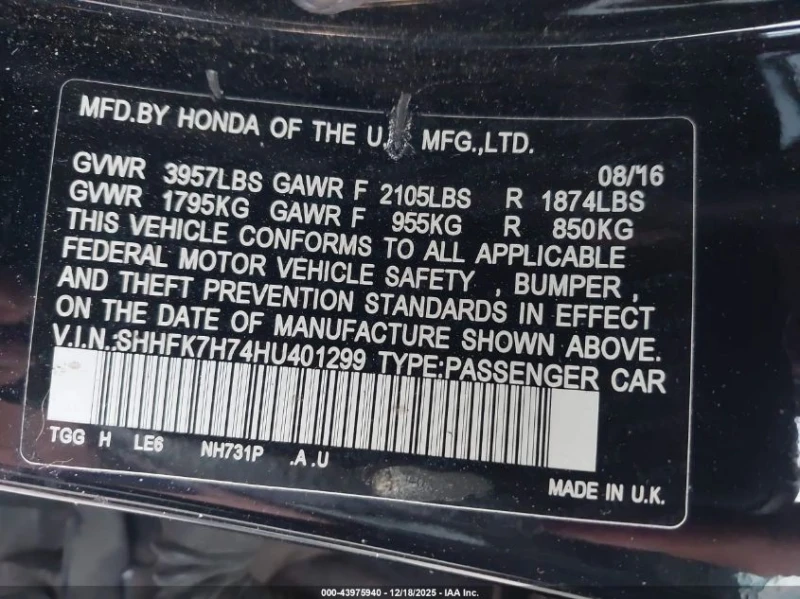 MFD.BY HONDA OF THE U. MFG.,LTD.
08/16
GVWR 3957LBS GAWR F 2105LBS R 1874LBS
GVWR 1795KG GAWR F 955KG R 850KG
THIS VEHICLE CONFORMS TO ALL APPLICABLE
FEDERAL MOTOR VEHICLE SAFETY , BUMPER ,
AND THEFT PREVENTION STANDARDS IN EFFECT
ON THE DATE OF MANUFACTURE SHOWN ABOVE.
V.I.N.:SHHFK7H74HU401299 TYPE:PASSENGER CAR
TGG H LE6 NH731P .A .U
MADE IN U.K.
000-43975940 - 12/18/2025 - IAA Inc.